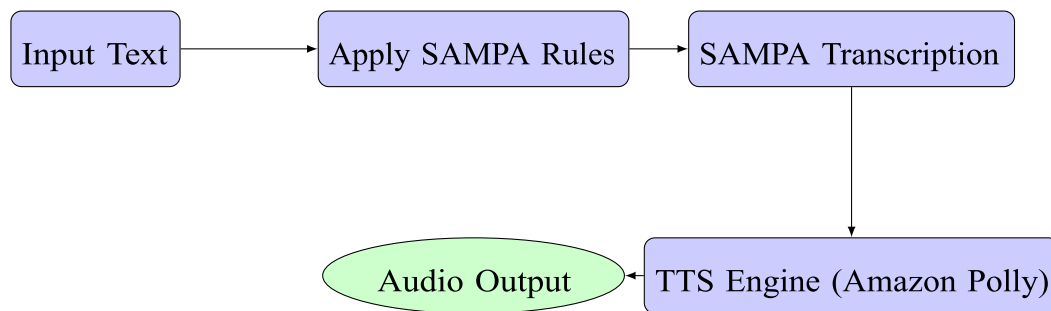 Input Text
Apply SAMPA Rules
SAMPA Transcription
TTS Engine (Amazon Polly)
Audio Output